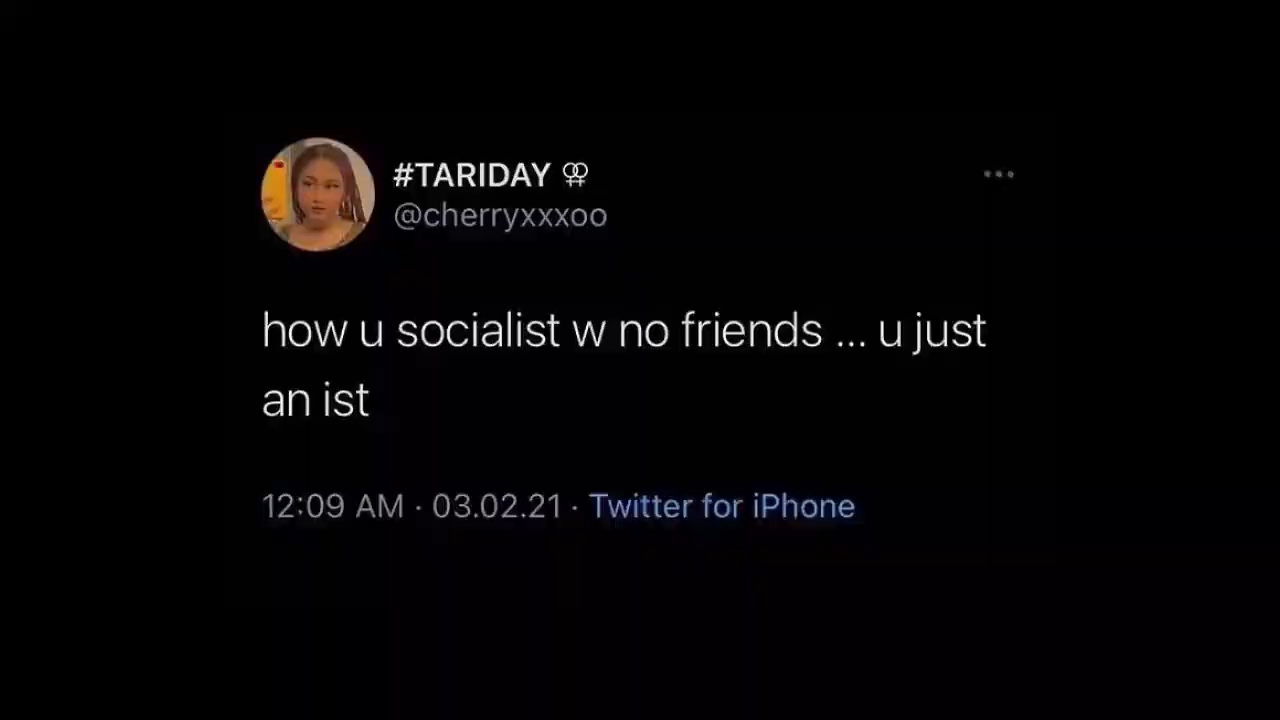 #TARIDAY ⚢
@cherryxxxoo
how u socialist w no friends ... u just
an ist
12:09 AM · 03.02.21 · Twitter for iPhone